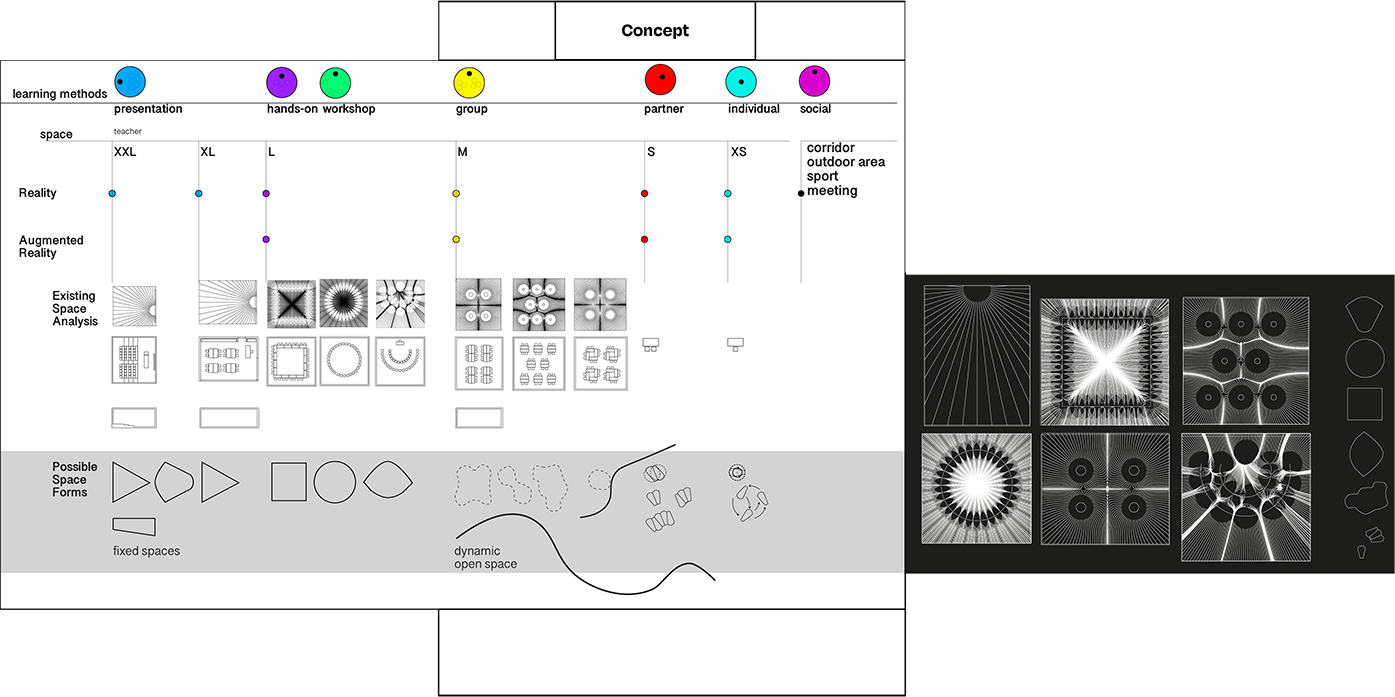 Concept
learning methods
presentation
hands-on workshop
group
partner
individual
social
space
teacher
XXL
XL
L
M
S
XS
corridor
outdoor area
sport
meeting
Reality
Augmented
Reality
Existing
Space
Analysis
Possible
Space
Forms
fixed spaces
dynamic
open space